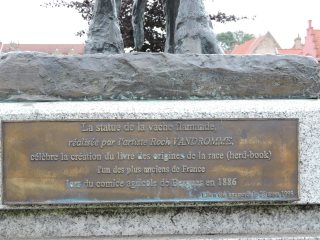 La statue de la vache flamande,
réalisée par l'artiste Roch VANDROMME,
célèbre la création du livre des origines de la race (herd-book)
l'un des plus anciens de France
lors du comice agricole de Bergues en 1886